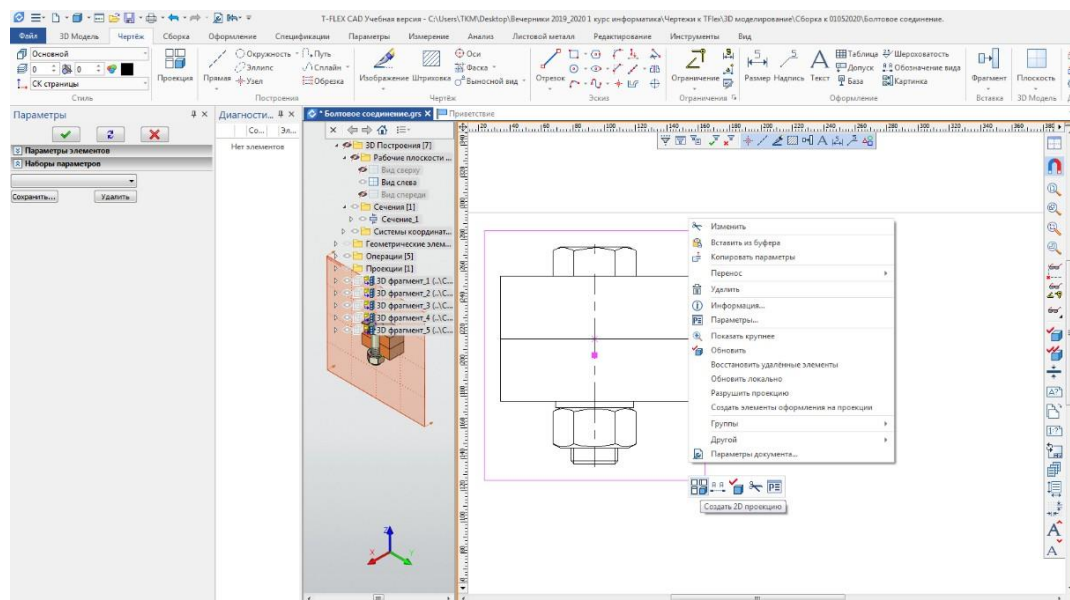 T-FLEX CAD Учебная версия - C:\Users\TKM\Desktop\Вечерники 2019_2020 1 курс информатика\Чертежи к TFlex\3D моделирование\Сборка к 01052020\Болтовое соединение.
Файл 3D Модель Чертёж Сборка Оформление Спецификации Параметры Измерение Анализ Листовой металл Редактирование Инструменты Вид
Основной
0 0
СК страницы
Стиль
Проекция
Прямая
Окружность Путь
Эллипс Сплайн
Узел Обрезка
Построения
Изображение Штриховка
Оси
Фаска
Выносной вид
Чертёж
Отрезок
Эскиз
Ограничение
Ограничения
Размер Надпись Текст
Таблица Шероховатость
Допуск Обозначение вида
База Картинка
Оформление
Фрагмент
Вставка
Плоскость
3D Модель
Параметры
Параметры элементов
Наборы параметров
Сохранить... Удалить
Диагности...
Со... Эл...
Нет элементов
* Болтовое соединение.grs X Приветствие
3D Построения [7]
Рабочие плоскости ...
Вид сверху
Вид слева
Вид спереди
Сечения [1]
Сечение_1
Системы координат...
Геометрические элем...
Операции [5]
Проекции [1]
3D фрагмент_1 (..\С...
3D фрагмент_2 (..\С...
3D фрагмент_3 (..\С...
3D фрагмент_4 (..\С...
3D фрагмент_5 (..\С...
Z
X Y
Изменить
Вставить из буфера
Копировать параметры
Перенос
Удалить
Информация...
Параметры...
Показать крупнее
Обновить
Восстановить удалённые элементы
Обновить локально
Разрушить проекцию
Создать элементы оформления на проекции
Группы
Другой
Параметры документа...
Создать 2D проекцию